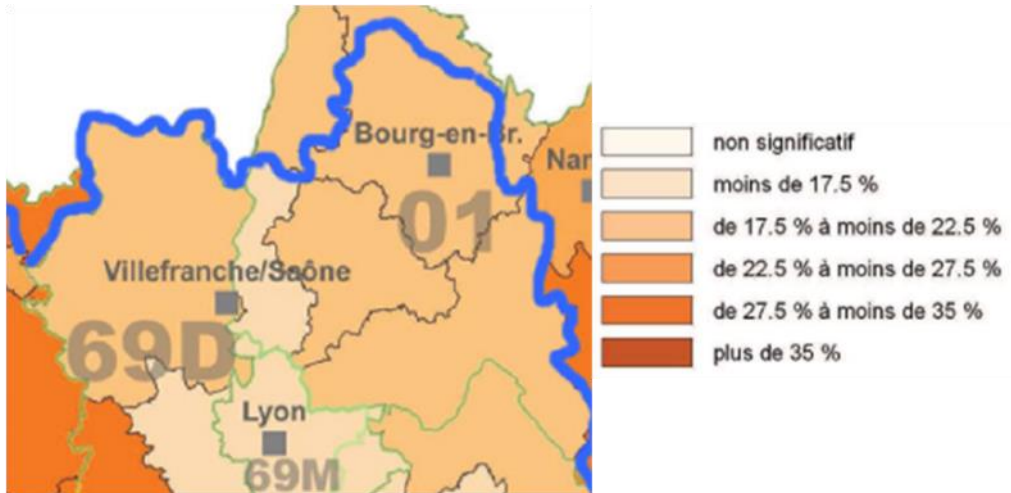 Bourg-en-Br.
Nan
01
Villefranche/Saône
69D
Lyon
69M
non significatif
moins de 17.5 %
de 17.5 % à moins de 22.5 %
de 22.5 % à moins de 27.5 %
de 27.5 % à moins de 35 %
plus de 35 %